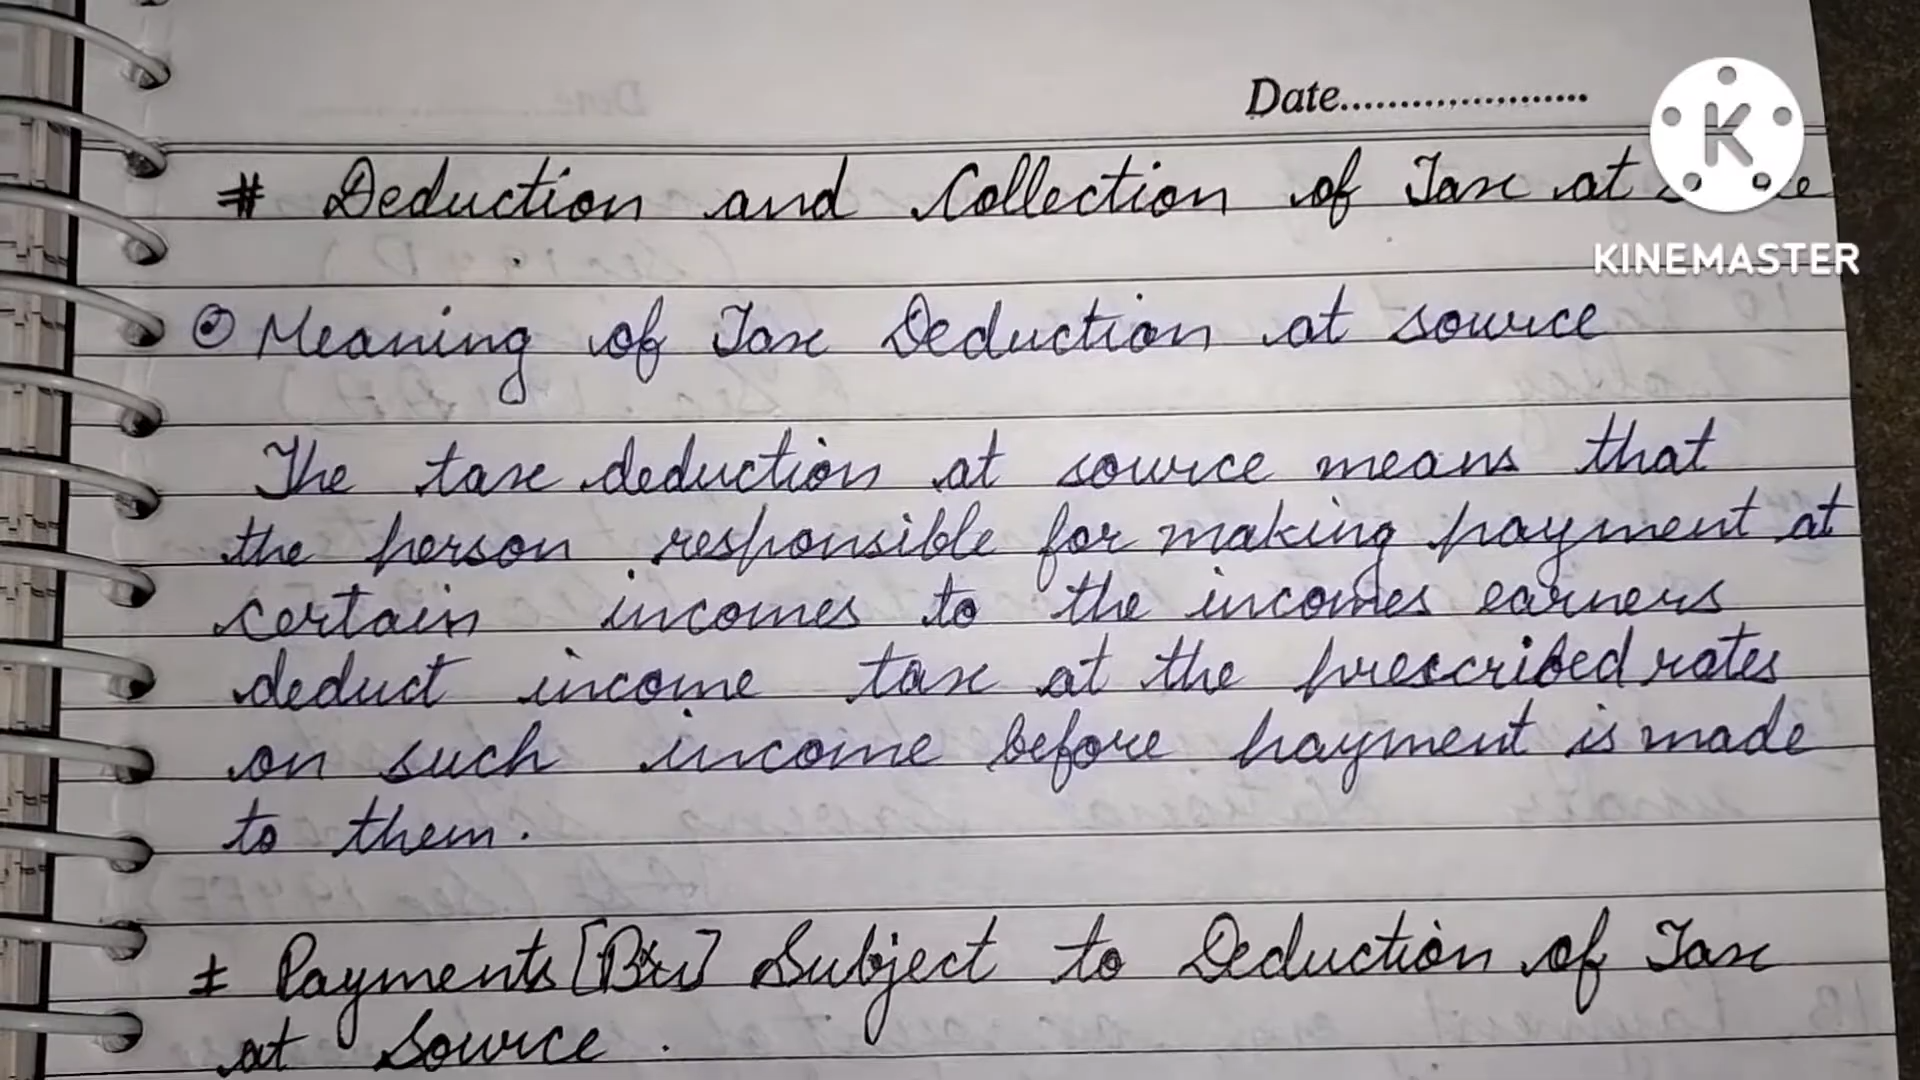 Date.....................
# Deduction and Collection of Tax at
KINEMASTER
Meaning of Tax Deduction at source
The tax deduction at source means that
the person responsible for making payment at
certain incomes to the incomes earners
deduct income tax at the prescribed rates
on such income before payment is made
to them.
Payments Subject to Deduction of Tax
at Source.